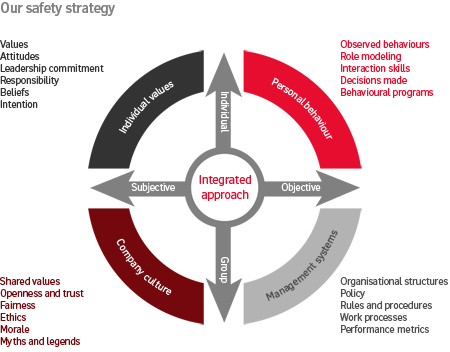 Our safety strategy
Values
Attitudes
Leadership commitment
Responsibility
Beliefs
Intention
Observed behaviours
Role modeling
Interaction skills
Decisions made
Behavioural programs
Individual values
Individual
Personal behaviour
Subjective
Integrated
approach
Objective
Company culture
Group
Management systems
Shared values
Openness and trust
Fairness
Ethics
Morale
Myths and legends
Organisational structures
Policy
Rules and procedures
Work processes
Performance metrics